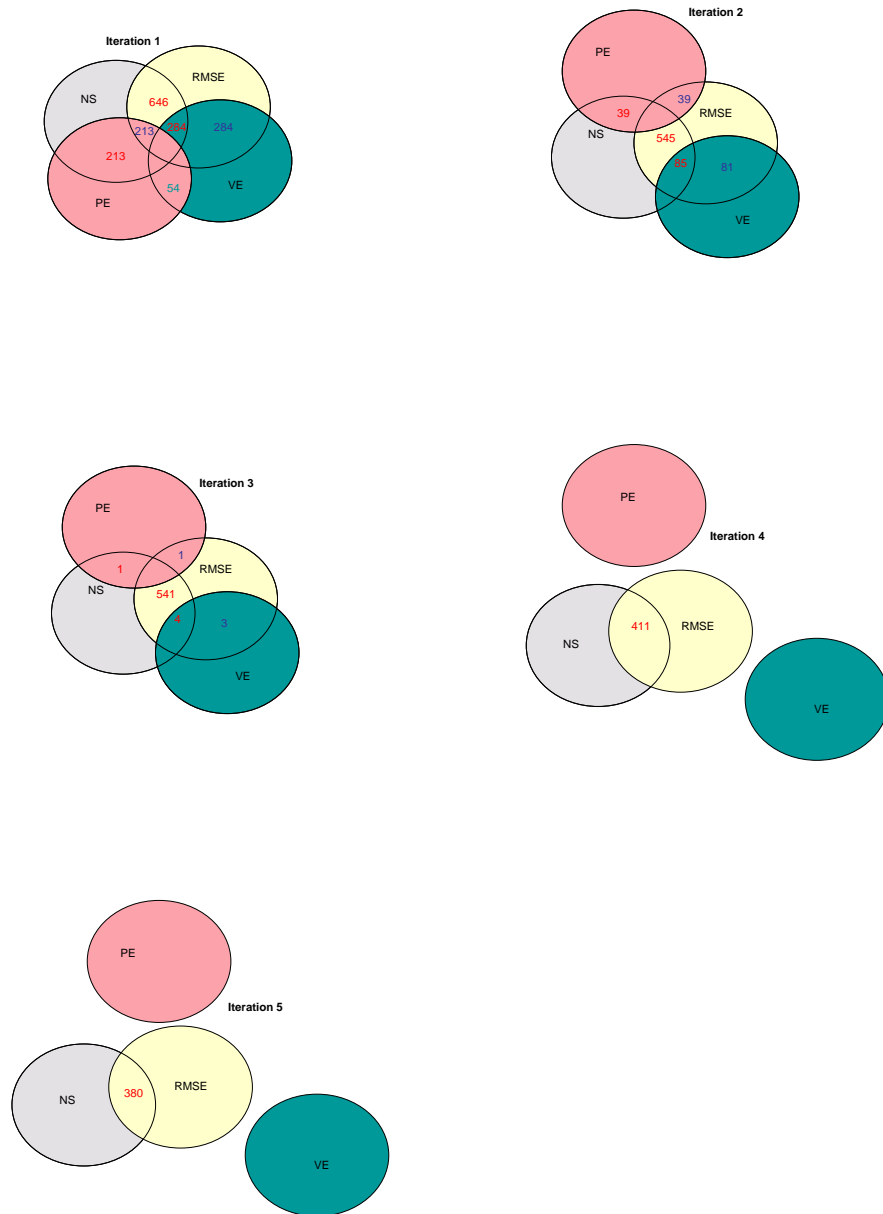 Iteration 1
RMSE
NS
646
213
284
284
213
54
PE
VE
Iteration 2
PE
39
39
RMSE
NS
545
85
81
VE
Iteration 3
PE
1
1
RMSE
NS
541
4
3
VE
PE
Iteration 4
411
RMSE
NS
VE
PE
Iteration 5
380
RMSE
NS
VE